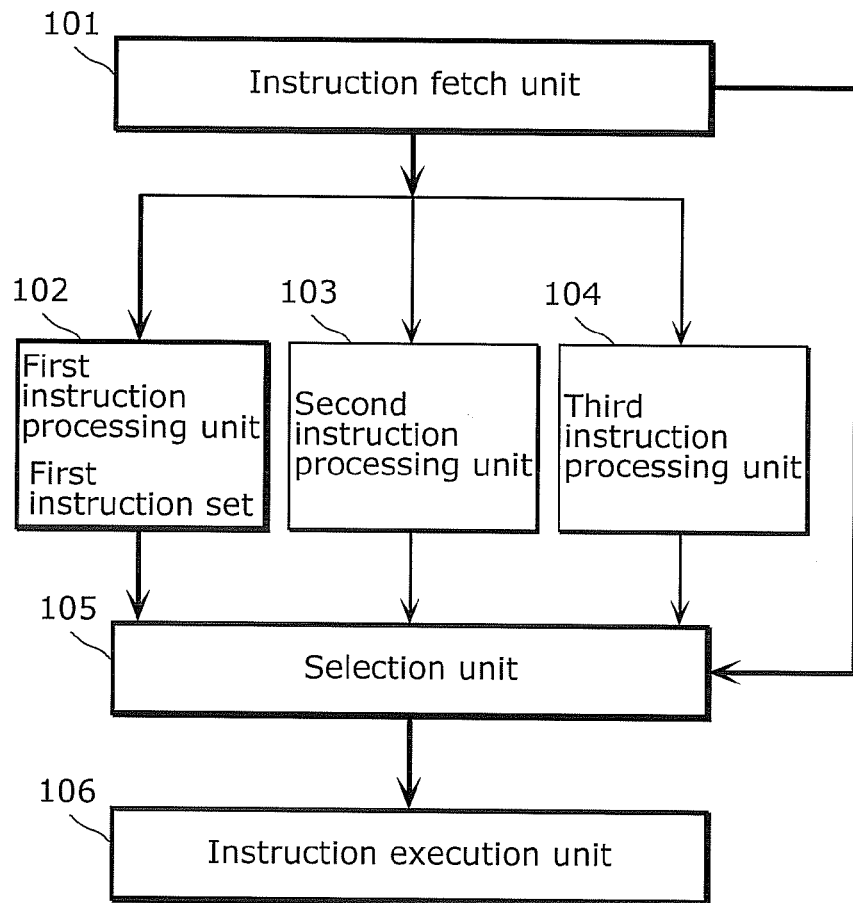 101
Instruction fetch unit
102
First
instruction
processing unit
First
instruction set
103
Second
instruction
processing unit
104
Third
instruction
processing unit
105
Selection unit
106
Instruction execution unit